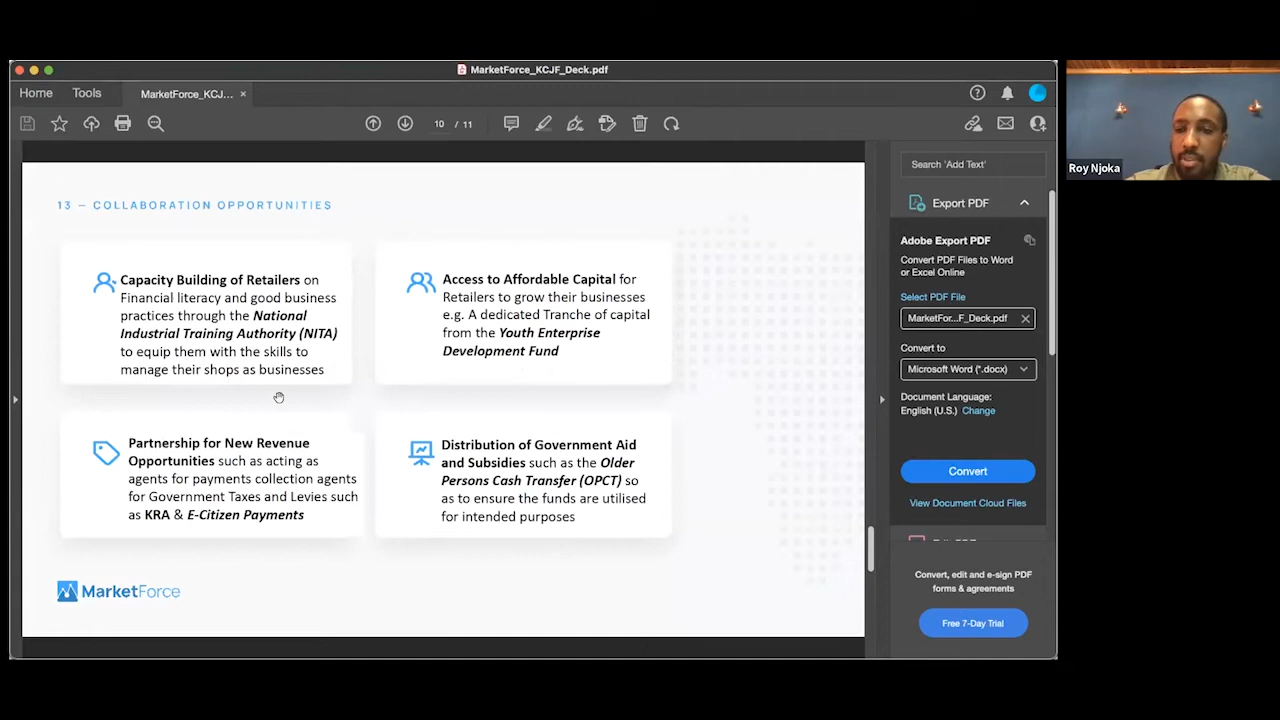 MarketForce_KCJF_Deck.pdf
Home
Tools
MarketForce_KCJ... ×
10 / 11
13 — COLLABORATION OPPORTUNITIES
Capacity Building of Retailers on
Financial literacy and good business
practices through the National
Industrial Training Authority (NITA)
to equip them with the skills to
manage their shops as businesses
Access to Affordable Capital for
Retailers to grow their businesses
e.g. A dedicated Tranche of capital
from the Youth Enterprise
Development Fund
Partnership for New Revenue
Opportunities such as acting as
agents for payments collection agents
for Government Taxes and Levies such
as KRA & E-Citizen Payments
Distribution of Government Aid
and Subsidies such as the Older
Persons Cash Transfer (OPCT) so
as to ensure the funds are utilised
for intended purposes
MarketForce
Search 'Add Text'
Export PDF
Adobe Export PDF
Convert PDF Files to Word
or Excel Online
Select PDF File
MarketFor...F_Deck.pdf
Convert to
Microsoft Word (*.docx)
Document Language:
English (U.S.) Change
Convert
View Document Cloud Files
Convert, edit and e-sign PDF
forms & agreements
Free 7-Day Trial
Roy Njoka